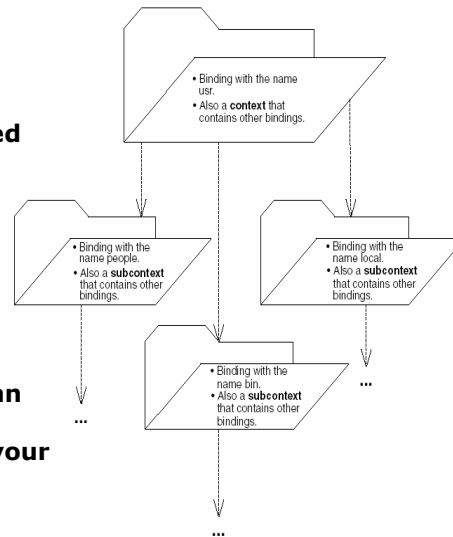 • Binding with the name
usr.
• Also a context that
contains other bindings.
ed
• Binding with the
name people.
• Also a subcontext
that contains other
bindings.
• Binding with the
name local.
• Also a subcontext
that contains other
bindings.
• Binding with the
name bin.
• Also a subcontext
that contains other
bindings.
...
...
an
your
...